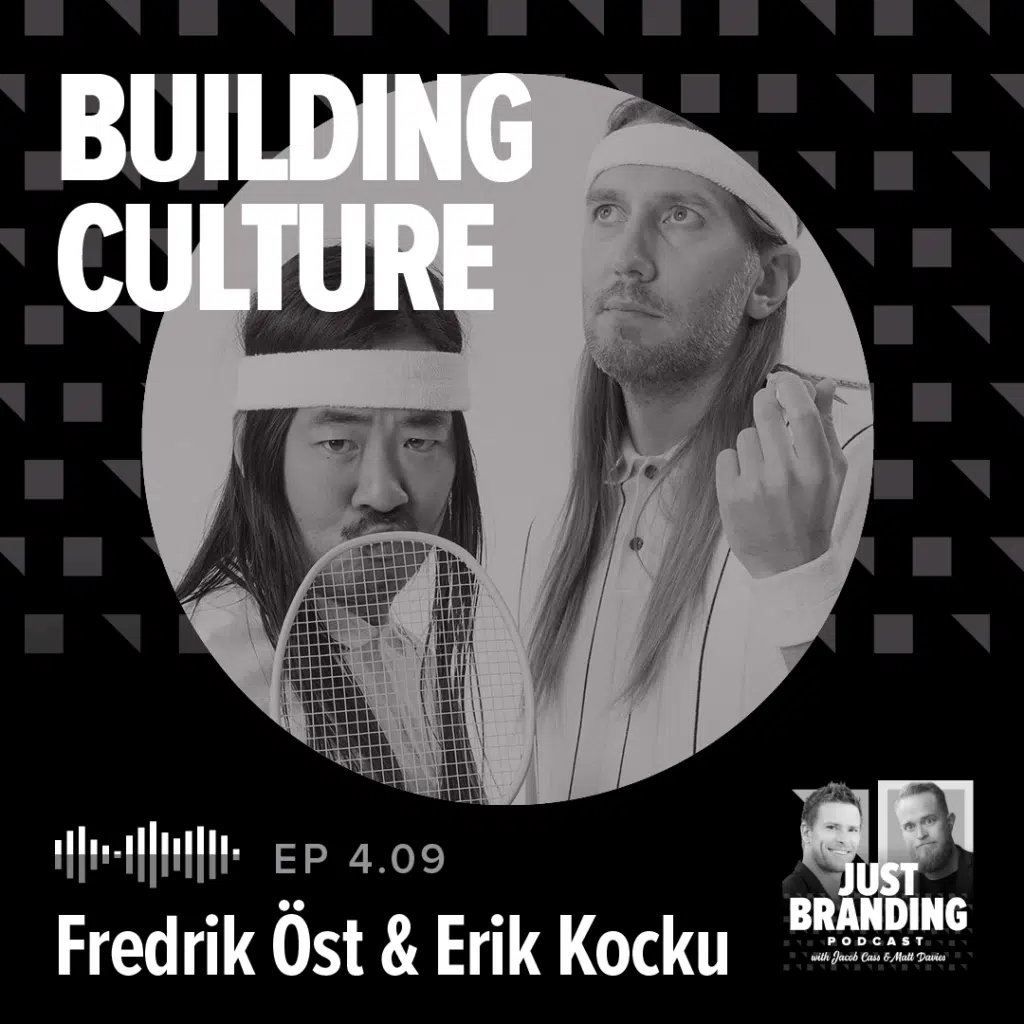 BUILDING
CULTURE
EP 4.09
Fredrik Öst & Erik Kocku
JUST
BRANDING
PODCAST
with Jacob Cass & Matt Davies